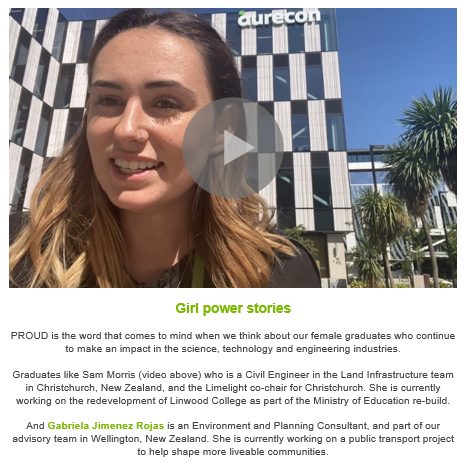 aurecon
Girl power stories
PROUD is the word that comes to mind when we think about our female graduates who continue
to make an impact in the science, technology and engineering industries.
Graduates like Sam Morris (video above) who is a Civil Engineer in the Land Infrastructure team
in Christchurch, New Zealand, and the Limelight co-chair for Christchurch. She is currently
working on the redevelopment of Linwood College as part of the Ministry of Education re-build.
And Gabriela Jimenez Rojas is an Environment and Planning Consultant, and part of our
advisory team in Wellington, New Zealand. She is currently working on a public transport project
to help shape more liveable communities.